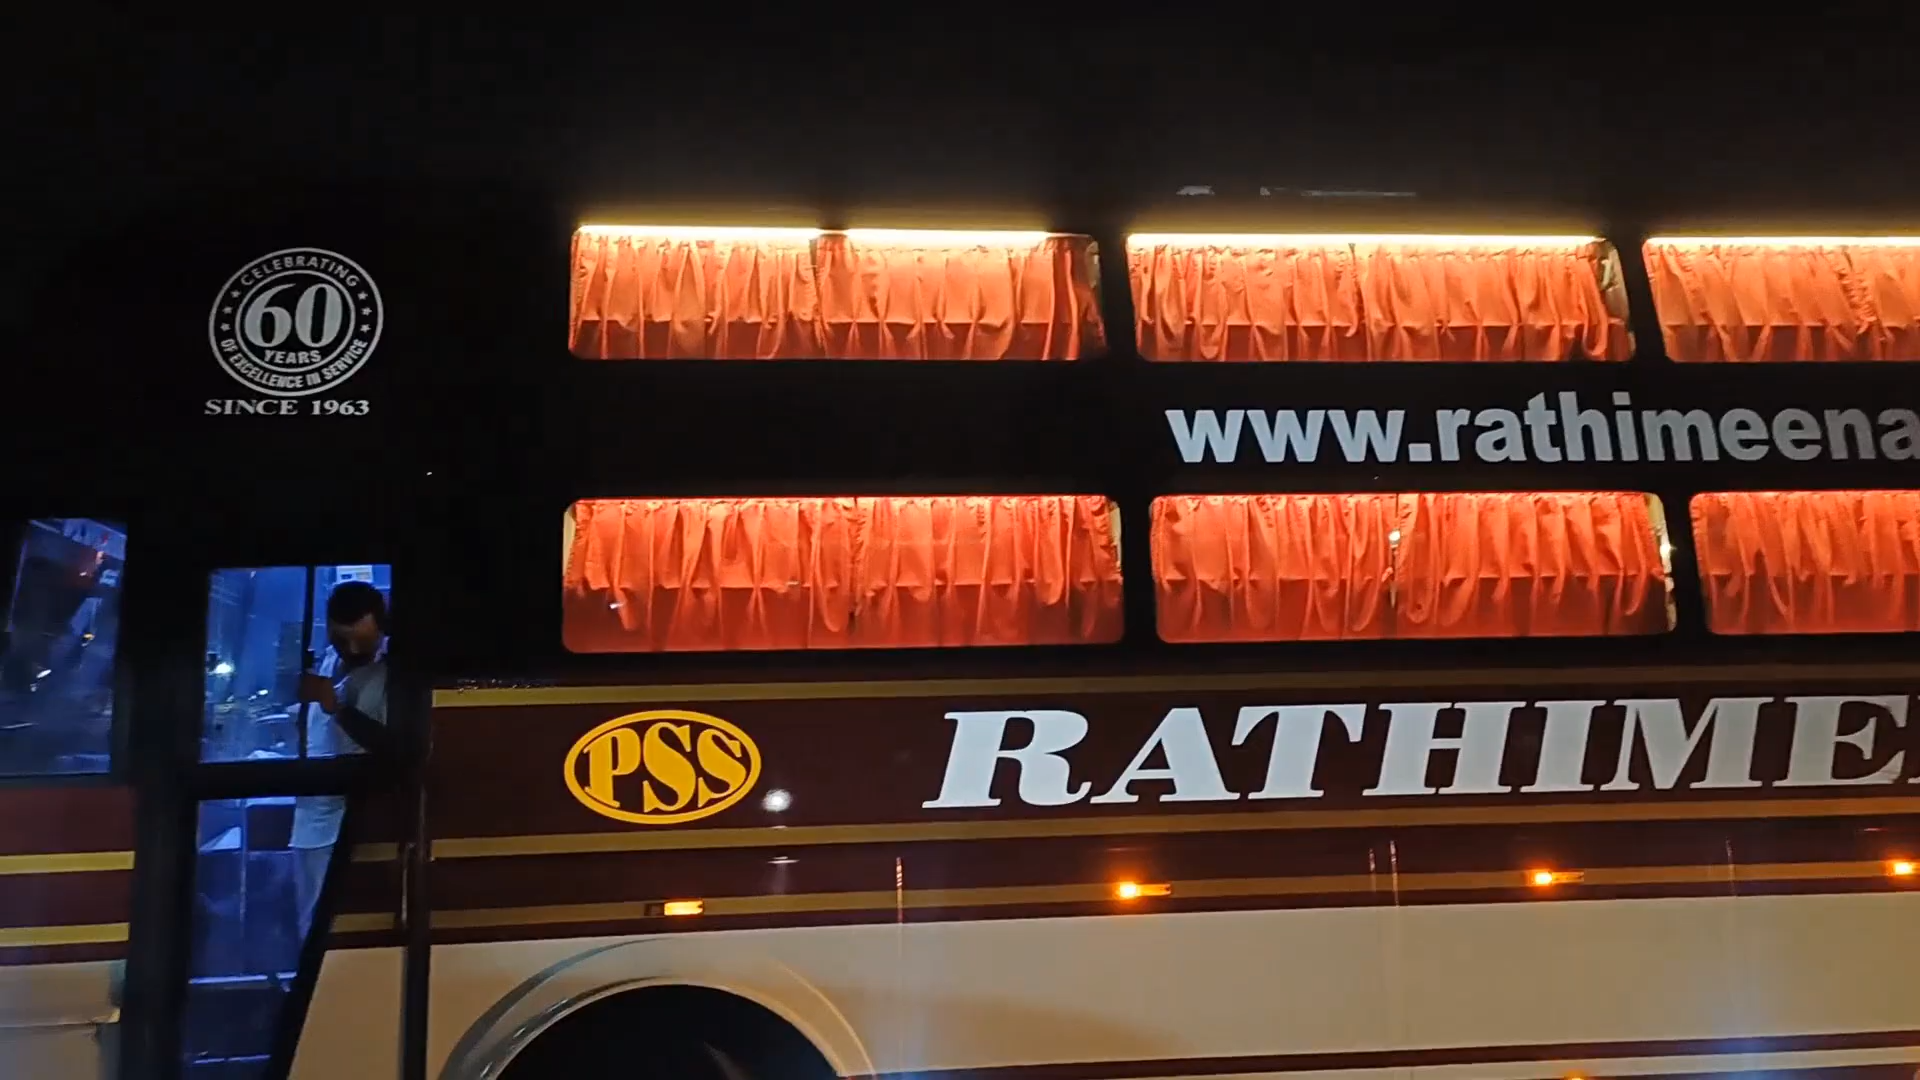 CELEBRATING
60
YEARS
OF EXCELLENCE IN SERVICE
SINCE 1963
www.rathimeena
PSS
RATHIME